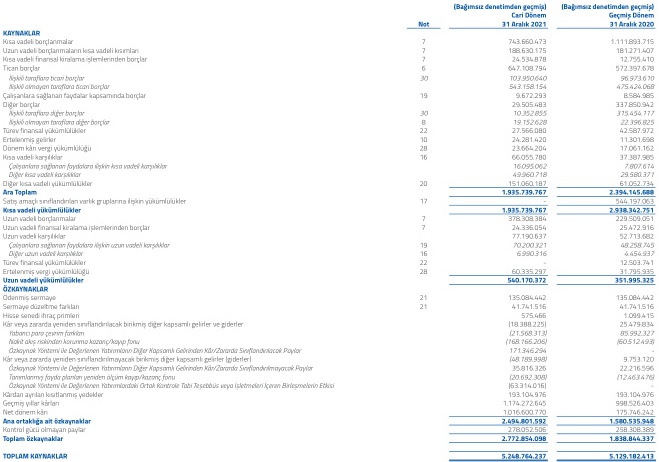 (Bağımsız denetimden geçmiş) (Bağımsız denetimden geçmiş)
Cari Dönem Geçmiş Dönem
Not 31 Aralık 2021 31 Aralık 2020
KAYNAKLAR
Kısa vadeli borçlanmalar 7 743.660.473 1.111.893.715
Uzun vadeli borçlanmaların kısa vadeli kısımları 7 188.630.175 181.271.407
Kısa vadeli finansal kiralama işlemlerinden borçlar 7 24.534.878 12.755.410
Ticari borçlar 6 647.108.794 572.397.678
İlişkili taraflara ticari borçlar 30 103.950.640 96.973.610
İlişkili olmayan taraflara ticari borçlar 543.158.154 475.424.068
Çalışanlara sağlanan faydalar kapsamında borçlar 19 9.672.293 8.584.985
Diğer borçlar 29.505.483 337.850.942
İlişkili taraflara diğer borçlar 30 10.352.855 315.454.117
İlişkili olmayan taraflara diğer borçlar 8 19.152.628 22.396.825
Türev finansal yükümlülükler 22 27.566.080 42.587.972
Ertelenmiş gelirler 10 24.281.420 11.301.698
Dönem kârı vergi yükümlülüğü 28 23.664.204 17.061.162
Kısa vadeli karşılıklar 16 66.055.780 37.387.985
Çalışanlara sağlanan faydalara ilişkin kısa vadeli karşılıklar 16.095.062 7.807.614
Diğer kısa vadeli karşılıklar 49.960.718 29.580.371
Diğer kısa vadeli yükümlülükler 20 151.060.187 61.052.734
Ara Toplam 1.935.739.767 2.394.145.688
Satış amaçlı sınıflandırılan varlık gruplarına ilişkin yükümlülükler 17 - 544.197.063
Kısa vadeli yükümlülükler 1.935.739.767 2.938.342.751
Uzun vadeli borçlanmalar 7 378.308.384 229.509.051
Uzun vadeli finansal kiralama işlemlerinden borçlar 7 24.336.054 25.472.916
Uzun vadeli karşılıklar 77.190.637 52.713.682
Çalışanlara sağlanan faydalara ilişkin uzun vadeli karşılıklar 19 70.200.321 48.258.745
Diğer uzun vadeli karşılıklar 16 6.990.316 4.454.937
Türev finansal yükümlülükler 22 - 12.503.741
Ertelenmiş vergi yükümlülüğü 28 60.335.297 31.795.935
Uzun vadeli yükümlülükler 540.170.372 351.995.325
ÖZKAYNAKLAR
Ödenmiş sermaye 21 135.084.442 135.084.442
Sermaye düzeltme farkları 21 41.741.516 41.741.516
Hisse senedi ihraç primleri 575.466 1.099.415
Kâr veya zararda yeniden sınıflandırılacak birikmiş diğer kapsamlı gelirler ve giderler (18.388.225) 25.479.834
Yabancı para çevrim farkları (21.568.313) 85.992.327
Nakit akış riskinden korunma kazanç/kayıp fonu (168.166.206) (60.512.493)
Özkaynak Yöntemi ile Değerlenen Yatırımların Diğer Kapsamlı Gelirinden Kâr/Zararda Sınıflandırılacak Paylar 171.346.294 -
Kâr veya zararda yeniden sınıflandırılmayacak birikmiş diğer kapsamlı gelirler (giderler) (48.189.998) 9.753.120
Özkaynak Yöntemi ile Değerlenen Yatırımların Diğer Kapsamlı Gelirinden Kâr/Zararda Sınıflandırılmayacak Paylar 35.816.326 22.216.596
Tanımlanmış fayda planları yeniden ölçüm kayıp/kazanç fonu (20.692.308) (12.463.476)
Özkaynak Yöntemi ile Değerlenen Yatırımlardaki Ortak Kontrole Tabi Teşebbüs veya İşletmeleri İçeren Birleşmelerin Etkisi (63.314.016) -
Kârdan ayrılan kısıtlanmış yedekler 193.104.976 193.104.976
Geçmiş yıllar kârları 1.174.272.645 998.526.403
Net dönem kârı 1.016.600.770 175.746.242
Ana ortaklığa ait özkaynaklar 2.494.801.592 1.580.535.948
Kontrol gücü olmayan paylar 278.052.506 258.308.389
Toplam özkaynaklar 2.772.854.098 1.838.844.337
TOPLAM KAYNAKLAR 5.248.764.237 5.129.182.413